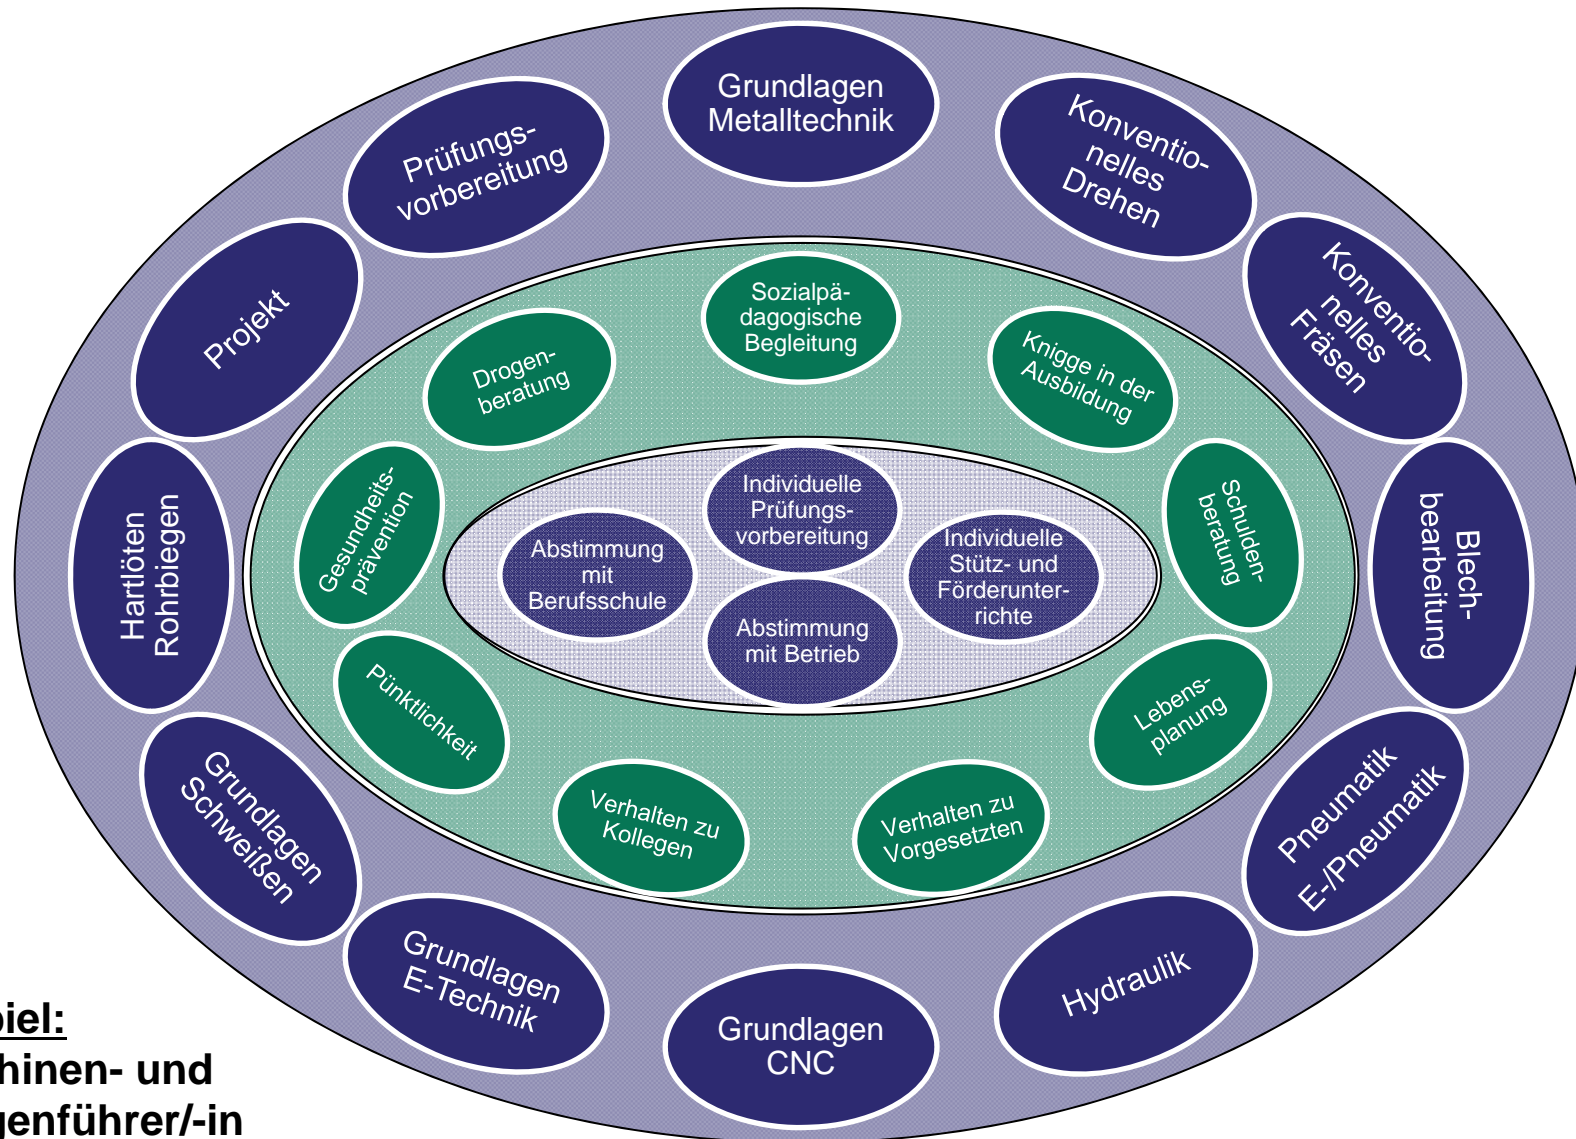 Grundlagen
Metalltechnik
Konventio-
nelles
Drehen
Konventio-
nelles
Fräsen
Blech-
bearbeitung
Pneumatik
E-/Pneumatik
Hydraulik
Grundlagen
CNC
Grundlagen
E-Technik
Grundlagen
Schweißen
Hartlöten
Rohrbiegen
Projekt
Prüfungs-
vorbereitung
Sozialpä-
dagogische
Begleitung
Knigge in der
Ausbildung
Schulden-
beratung
Lebens-
planung
Verhalten zu
Vorgesetzten
Verhalten zu
Kollegen
Pünktlichkeit
Gesundheits-
prävention
Drogen-
beratung
Individuelle
Prüfungs-
vorbereitung
Individuelle
Stütz- und
Förderunter-
richte
Abstimmung
mit Betrieb
Abstimmung
mit
Berufsschule
piel:
hinen- und
genführer/-in